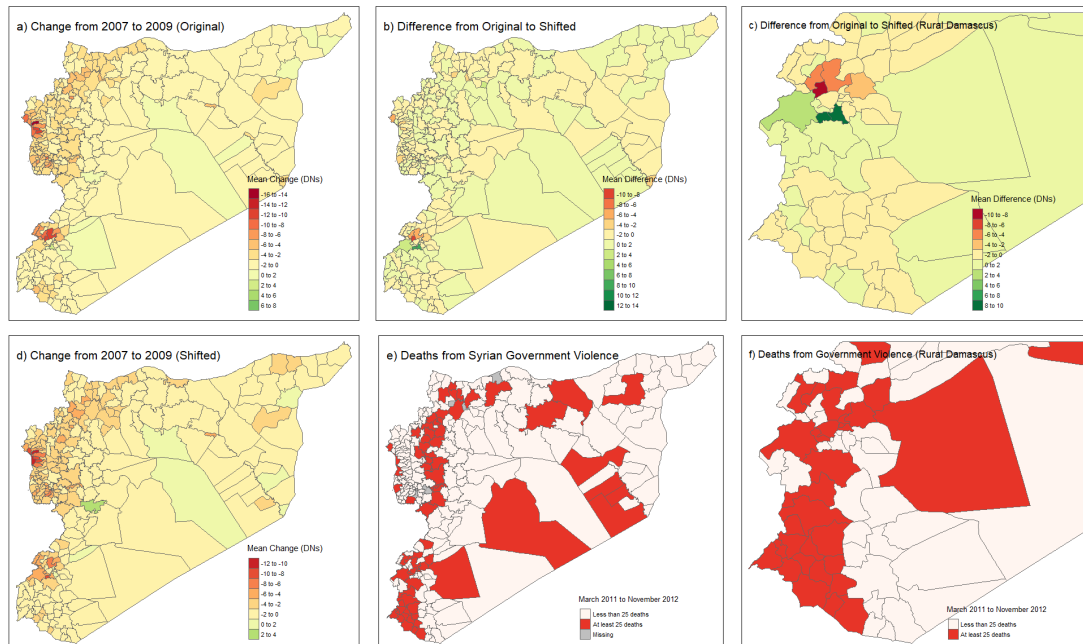 a) Change from 2007 to 2009 (Original)
Mean Change (DNs)
-16 to -14
-14 to -12
-12 to -10
-10 to -8
-8 to -6
-6 to -4
-4 to -2
-2 to 0
0 to 2
2 to 4
4 to 6
6 to 8
b) Difference from Original to Shifted
Mean Difference (DNs)
-10 to -8
-8 to -6
-6 to -4
-4 to -2
-2 to 0
0 to 2
2 to 4
4 to 6
6 to 8
8 to 10
10 to 12
12 to 14
c) Difference from Original to Shifted (Rural Damascus)
Mean Difference (DNs)
-10 to -8
-8 to -6
-6 to -4
-4 to -2
-2 to 0
0 to 2
2 to 4
4 to 6
6 to 8
8 to 10
d) Change from 2007 to 2009 (Shifted)
Mean Change (DNs)
-12 to -10
-10 to -8
-8 to -6
-6 to -4
-4 to -2
-2 to 0
0 to 2
2 to 4
e) Deaths from Syrian Government Violence
March 2011 to November 2012
Less than 25 deaths
At least 25 deaths
Missing
f) Deaths from Government Violence (Rural Damascus)
March 2011 to November 2012
Less than 25 deaths
At least 25 deaths